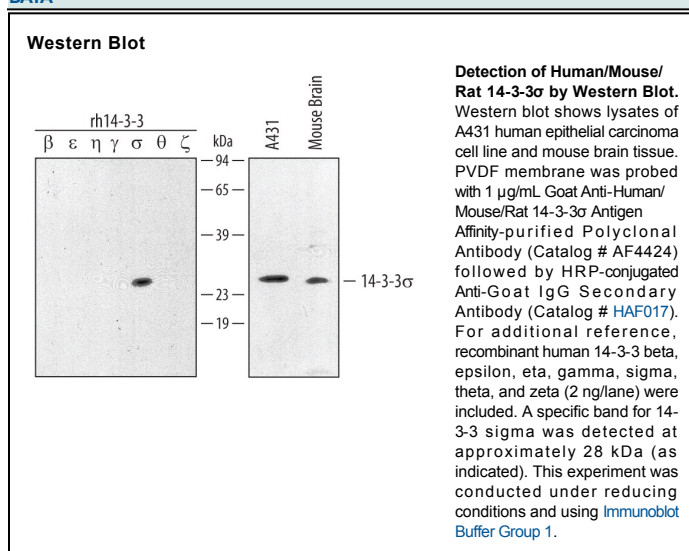 DATA
Western Blot
rh14-3-3
β ε η γ σ θ ζ
kDa
94
65
39
23
19
A431
Mouse Brain
14-3-3σ
Detection of Human/Mouse/
Rat 14-3-3σ by Western Blot.
Western blot shows lysates of
A431 human epithelial carcinoma
cell line and mouse brain tissue.
PVDF membrane was probed
with 1 µg/mL Goat Anti-Human/
Mouse/Rat 14-3-3σ Antigen
Affinity-purified Polyclonal
Antibody (Catalog # AF4424)
followed by HRP-conjugated
Anti-Goat IgG Secondary
Antibody (Catalog # HAF017).
For additional reference,
recombinant human 14-3-3 beta,
epsilon, eta, gamma, sigma,
theta, and zeta (2 ng/lane) were
included. A specific band for 14-
3-3 sigma was detected at
approximately 28 kDa (as
indicated). This experiment was
conducted under reducing
conditions and using Immunoblot
Buffer Group 1.